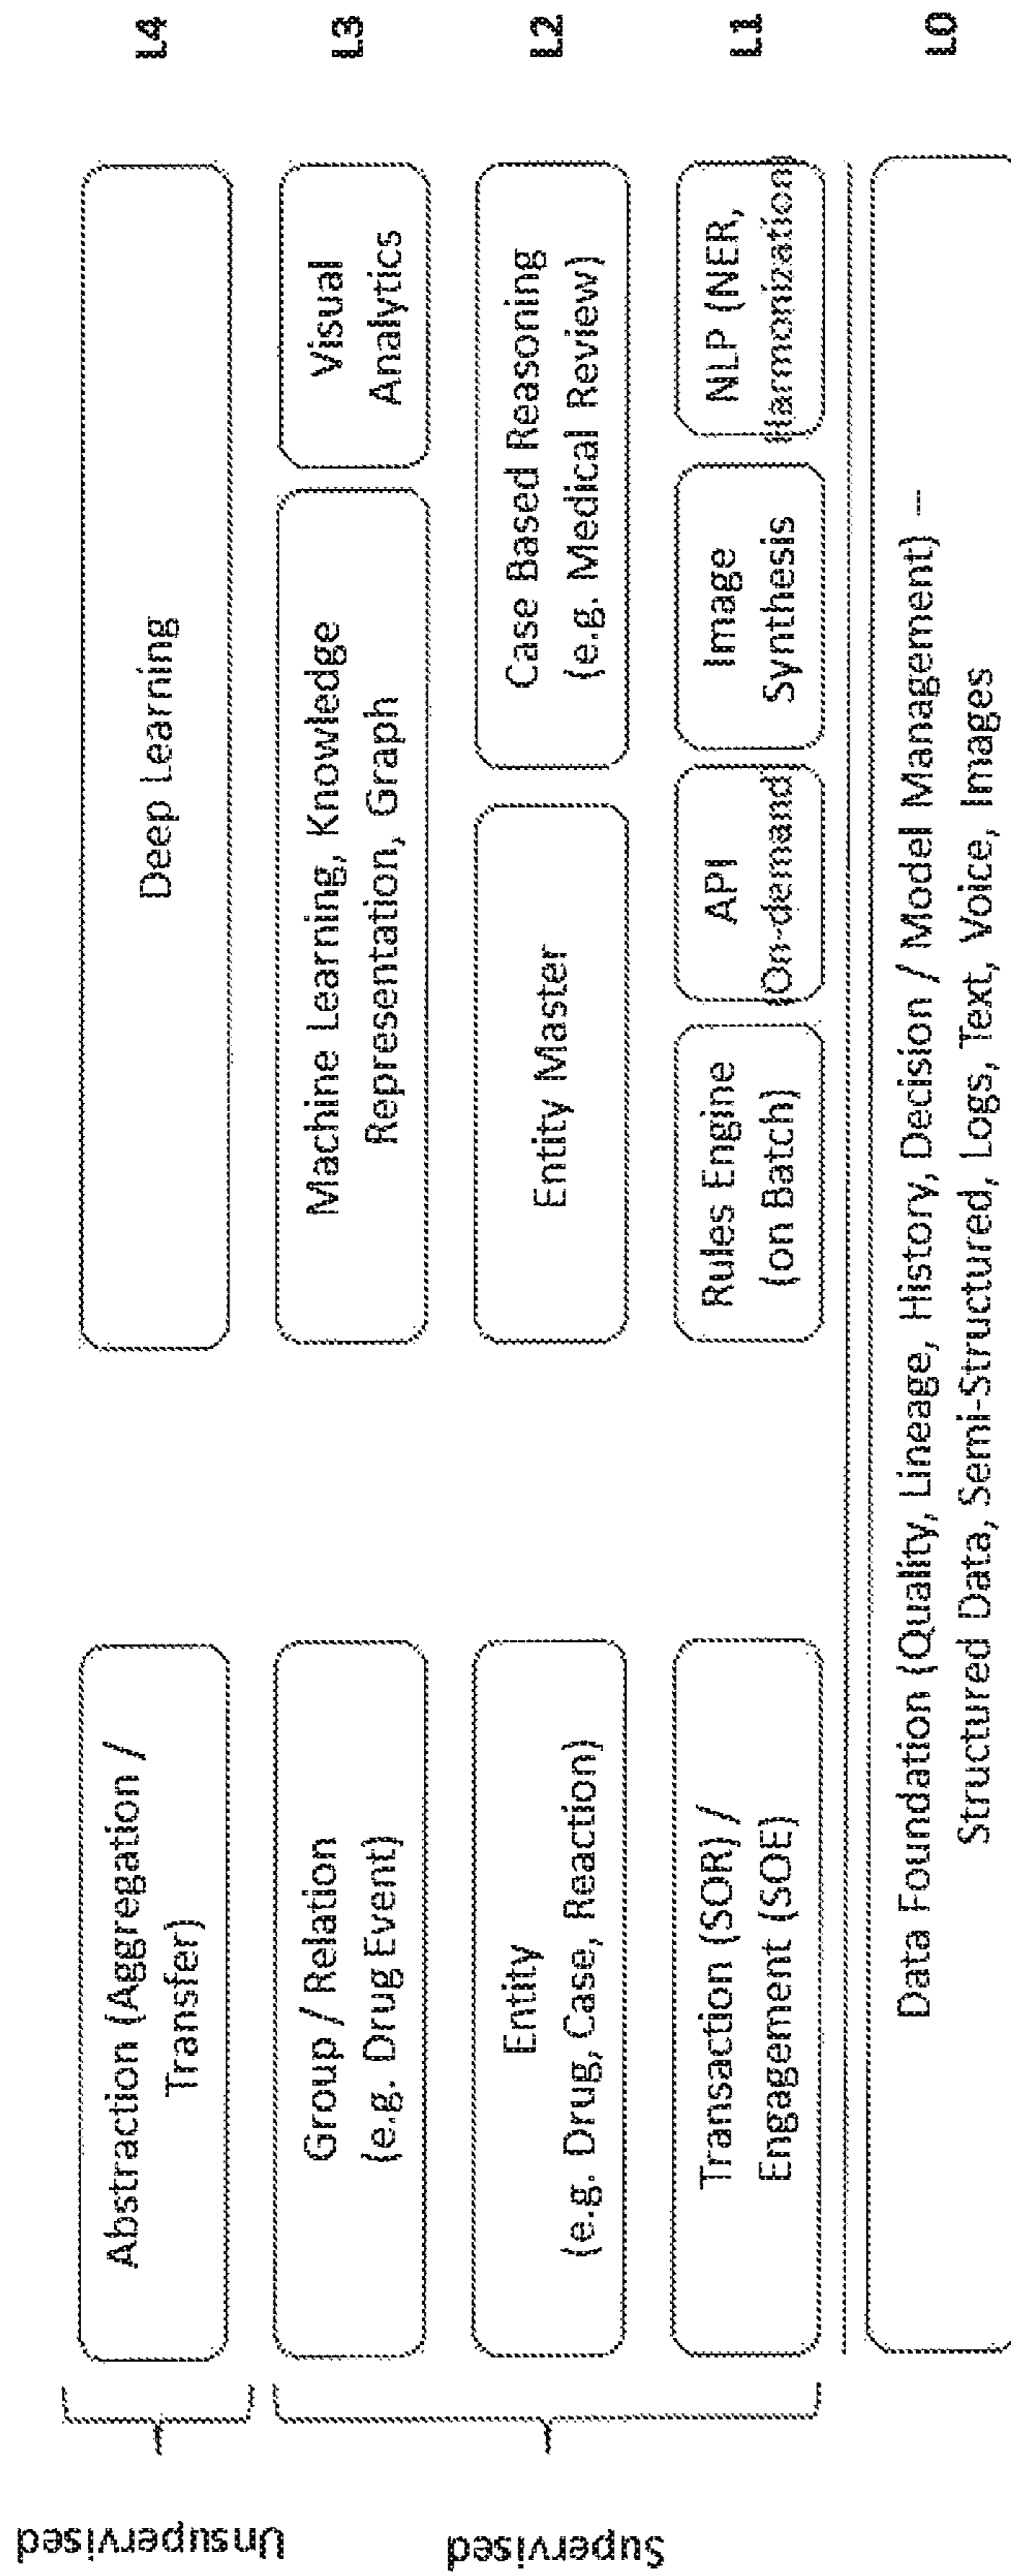 Unsupervised
Abstraction (Aggregation /
Transfer)
Deep Learning
L4
Supervised
Group / Relation
(e.g. Drug Event)
Machine Learning, Knowledge
Representation, Graph
Visual
Analytics
L3
Entity
(e.g. Drug, Case, Reaction)
Entity Master
Case Based Reasoning
(e.g. Medical Review)
L2
Transaction (SOR) /
Engagement (SOE)
Rules Engine
(on Batch)
API
(On-demand)
Image
Synthesis
NLP (NER,
Harmonization)
L1
Data Foundation (Quality, Lineage, History, Decision / Model Management) –
Structured Data, Semi-Structured, Logs, Text, Voice, Images
L0